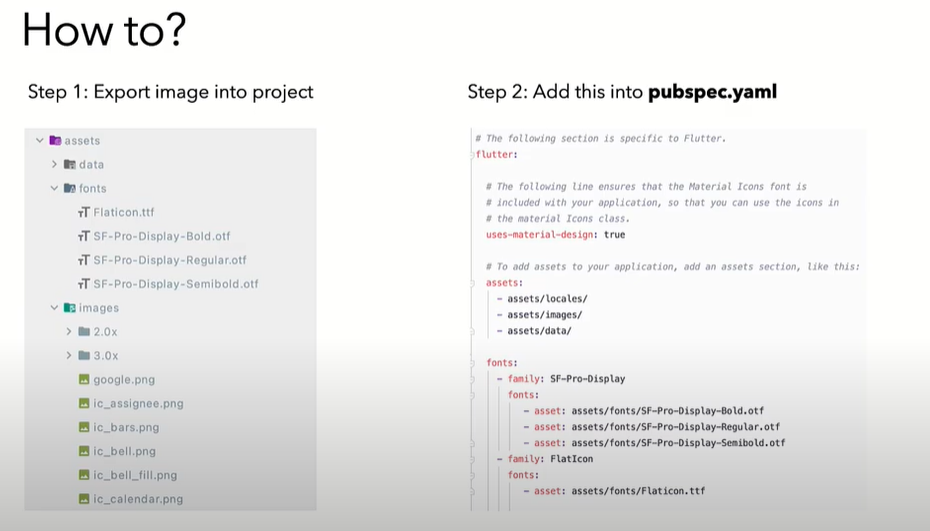 How to?
Step 1: Export image into project
assets
data
fonts
Flaticon.ttf
SF-Pro-Display-Bold.otf
SF-Pro-Display-Regular.otf
SF-Pro-Display-Semibold.otf
images
2.0x
3.0x
google.png
ic_assignee.png
ic_bars.png
ic_bell.png
ic_bell_fill.png
ic_calendar.png
Step 2: Add this into pubspec.yaml
# The following section is specific to Flutter.
flutter:
# The following line ensures that the Material Icons font is
# included with your application, so that you can use the icons in
# the material Icons class.
uses-material-design: true
# To add assets to your application, add an assets section, like this:
assets:
- assets/locales/
- assets/images/
- assets/data/
fonts:
- family: SF-Pro-Display
fonts:
- asset: assets/fonts/SF-Pro-Display-Bold.otf
- asset: assets/fonts/SF-Pro-Display-Regular.otf
- asset: assets/fonts/SF-Pro-Display-Semibold.otf
- family: FlatIcon
fonts:
- asset: assets/fonts/Flaticon.ttf